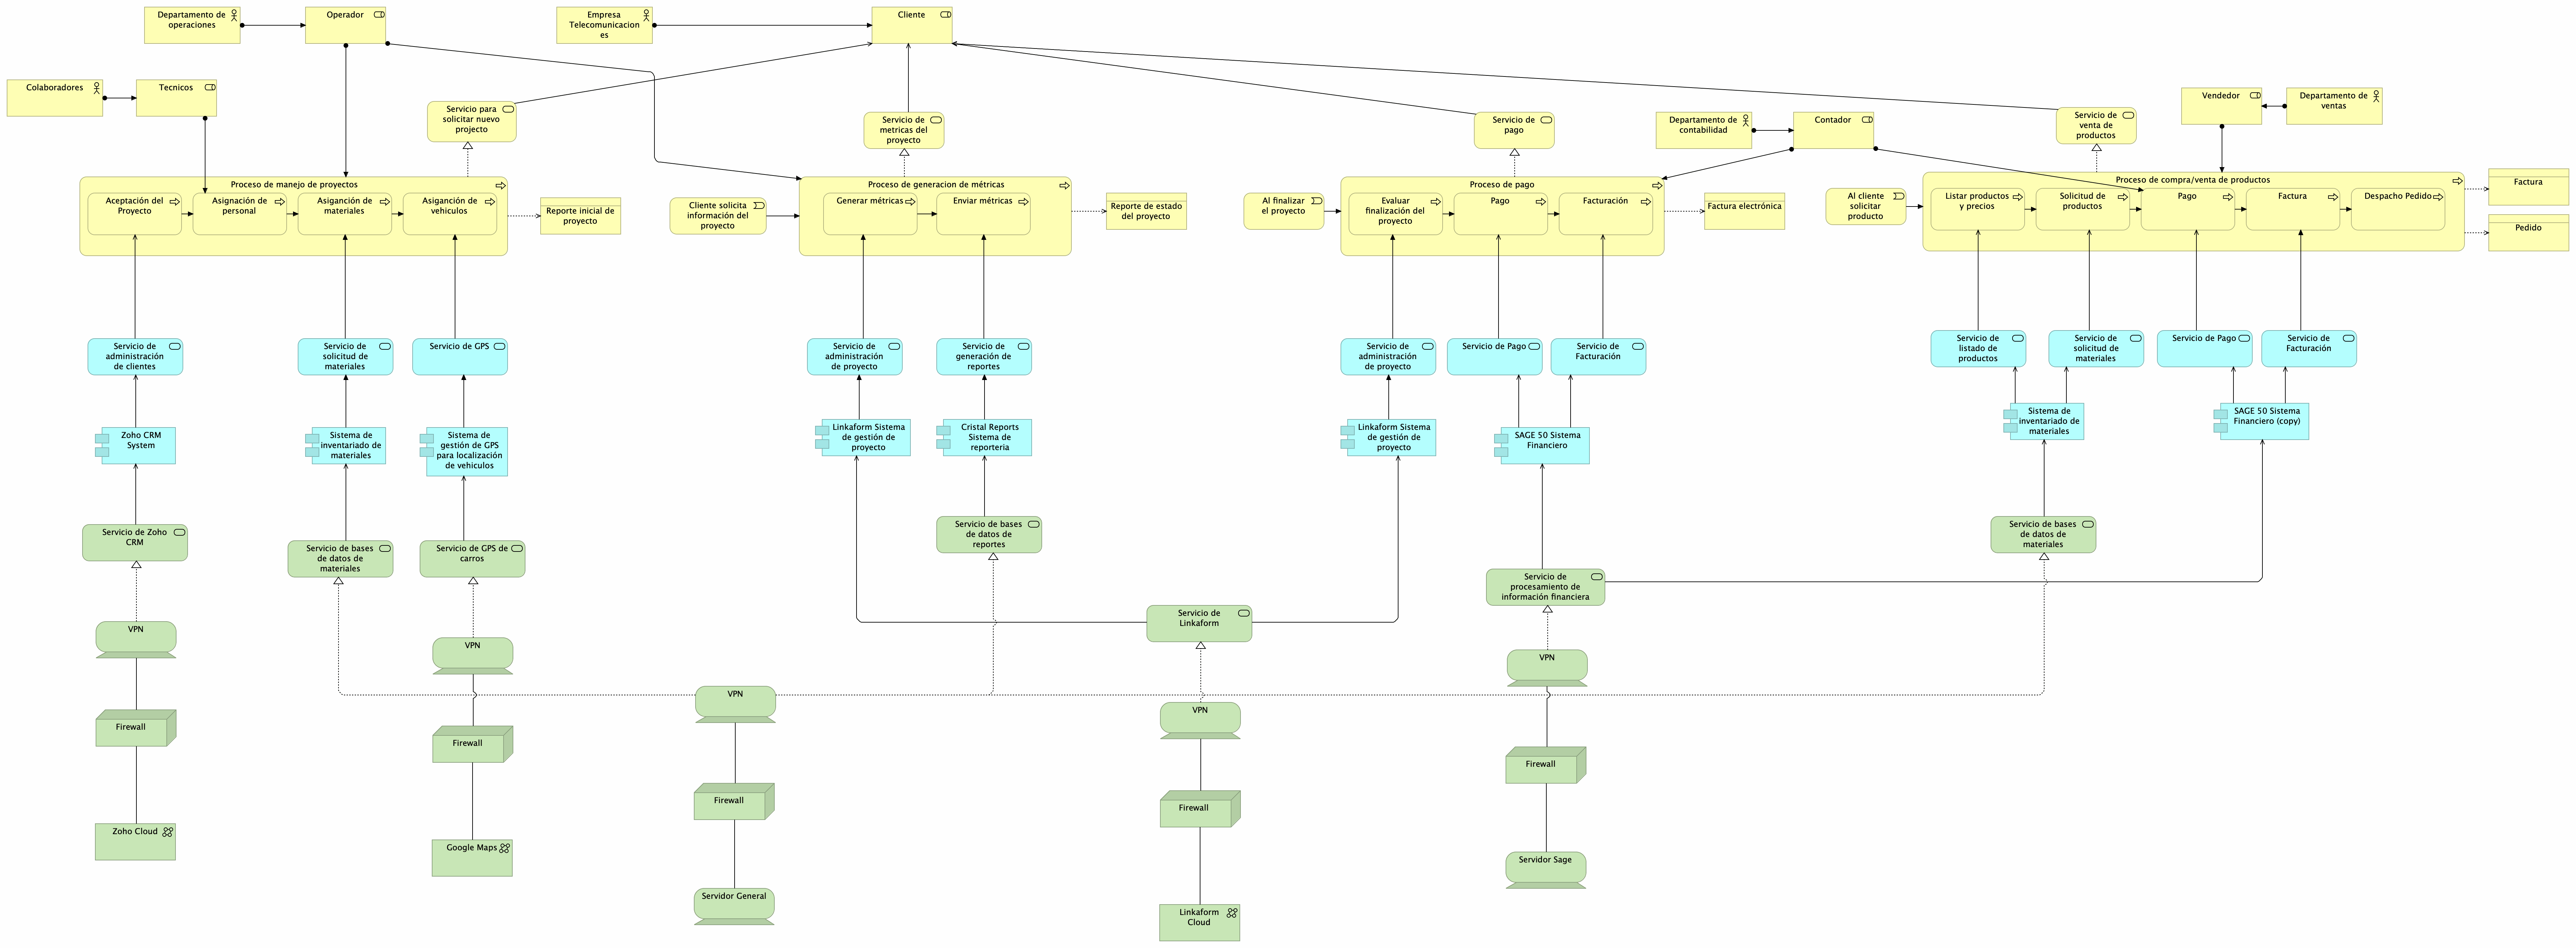 Departamento de
operaciones
Operador
Empresa
Telecomunicacion
es
Cliente
Colaboradores
Tecnicos
Servicio para
solicitar nuevo
projecto
Servicio de
metricas del
proyecto
Servicio de
pago
Departamento de
contabilidad
Contador
Servicio de
venta de
productos
Vendedor
Departamento de
ventas
Proceso de manejo de proyectos
Aceptación del
Proyecto
Asignación de
personal
Asigancíon de
materiales
Asigancíon de
vehiculos
Reporte inicial de
proyecto
Cliente solicita
información del
proyecto
Proceso de generacion de métricas
Generar métricas
Enviar métricas
Reporte de estado
del proyecto
Al finalizar
el proyecto
Proceso de pago
Evaluar
finalización del
proyecto
Pago
Facturación
Factura electrónica
Al cliente
solicitar
producto
Proceso de compra/venta de productos
Listar productos
y precios
Solicitud de
productos
Pago
Factura
Despacho Pedido
Factura
Pedido
Servicio de
administración
de clientes
Servicio de
solicitud de
materiales
Servicio de GPS
Servicio de
administración
de proyecto
Servicio de
generación de
reportes
Servicio de
administración
de proyecto
Servicio de Pago
Servicio de
Facturación
Servicio de
listado de
productos
Servicio de
solicitud de
materiales
Servicio de Pago
Servicio de
Facturación
Zoho CRM
System
Sistema de
inventariado de
materiales
Sistema de
gestión de GPS
para localización
de vehiculos
Linkaform Sistema
de gestión de
proyecto
Cristal Reports
Sistema de
reporteria
Linkaform Sistema
de gestión de
proyecto
SAGE 50 Sistema
Financiero
Sistema de
inventariado de
materiales
SAGE 50 Sistema
Financiero (copy)
Servicio de Zoho
CRM
Servicio de bases
de datos de
materiales
Servicio de GPS de
carros
Servicio de bases
de datos de
reportes
Servicio de
Linkaform
Servicio de
procesamiento de
información financiera
Servicio de bases
de datos de
materiales
VPN
VPN
VPN
VPN
VPN
Firewall
Firewall
Firewall
Firewall
Firewall
Zoho Cloud
Google Maps
Servidor General
Linkaform
Cloud
Servidor Sage